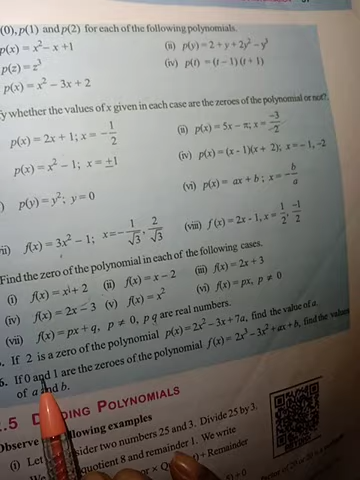 (0), p(1) and p(2) for each of the following polynomials.
p(x) = x² − x + 1 (ii) p(y) = 2 + y + 2y² − y³
p(z) = z³ (iv) p(t) = (t − 1) (t + 1)
p(x) = x² − 3x + 2
y whether the values of x given in each case are the zeroes of the polynomial or not?
p(x) = 2x + 1; x = −1/2 (ii) p(x) = 5x − π; x = −3/2
p(x) = x² − 1; x = ±1 (iv) p(x) = (x - 1)(x + 2); x = −1, −2
) p(y) = y²; y = 0 (vi) p(x) = ax + b ; x = −b/a
ii) f(x) = 3x² − 1; x = −1/√3, 2/√3 (viii) f(x) = 2x - 1, x = 1/2, -1/2
Find the zero of the polynomial in each of the following cases.
(i) f(x) = x + 2 (ii) f(x) = x − 2 (iii) f(x) = 2x + 3
(iv) f(x) = 2x − 3 (v) f(x) = x² (vi) f(x) = px, p ≠ 0
(vii) f(x) = px + q, p ≠ 0, p q are real numbers.
. If 2 is a zero of the polynomial p(x) = 2x² − 3x + 7a, find the value of a.
6. If 0 and 1 are the zeroes of the polynomial f(x) = 2x³ − 3x² + ax + b, find the values
of a and b.
.5 DING POLYNOMIALS
Observe lowing examples
(i) Let sider two numbers 25 and 3. Divide 25 by 3.
quotient 8 and remainder 1. We write
or × Qu t) + Remainder